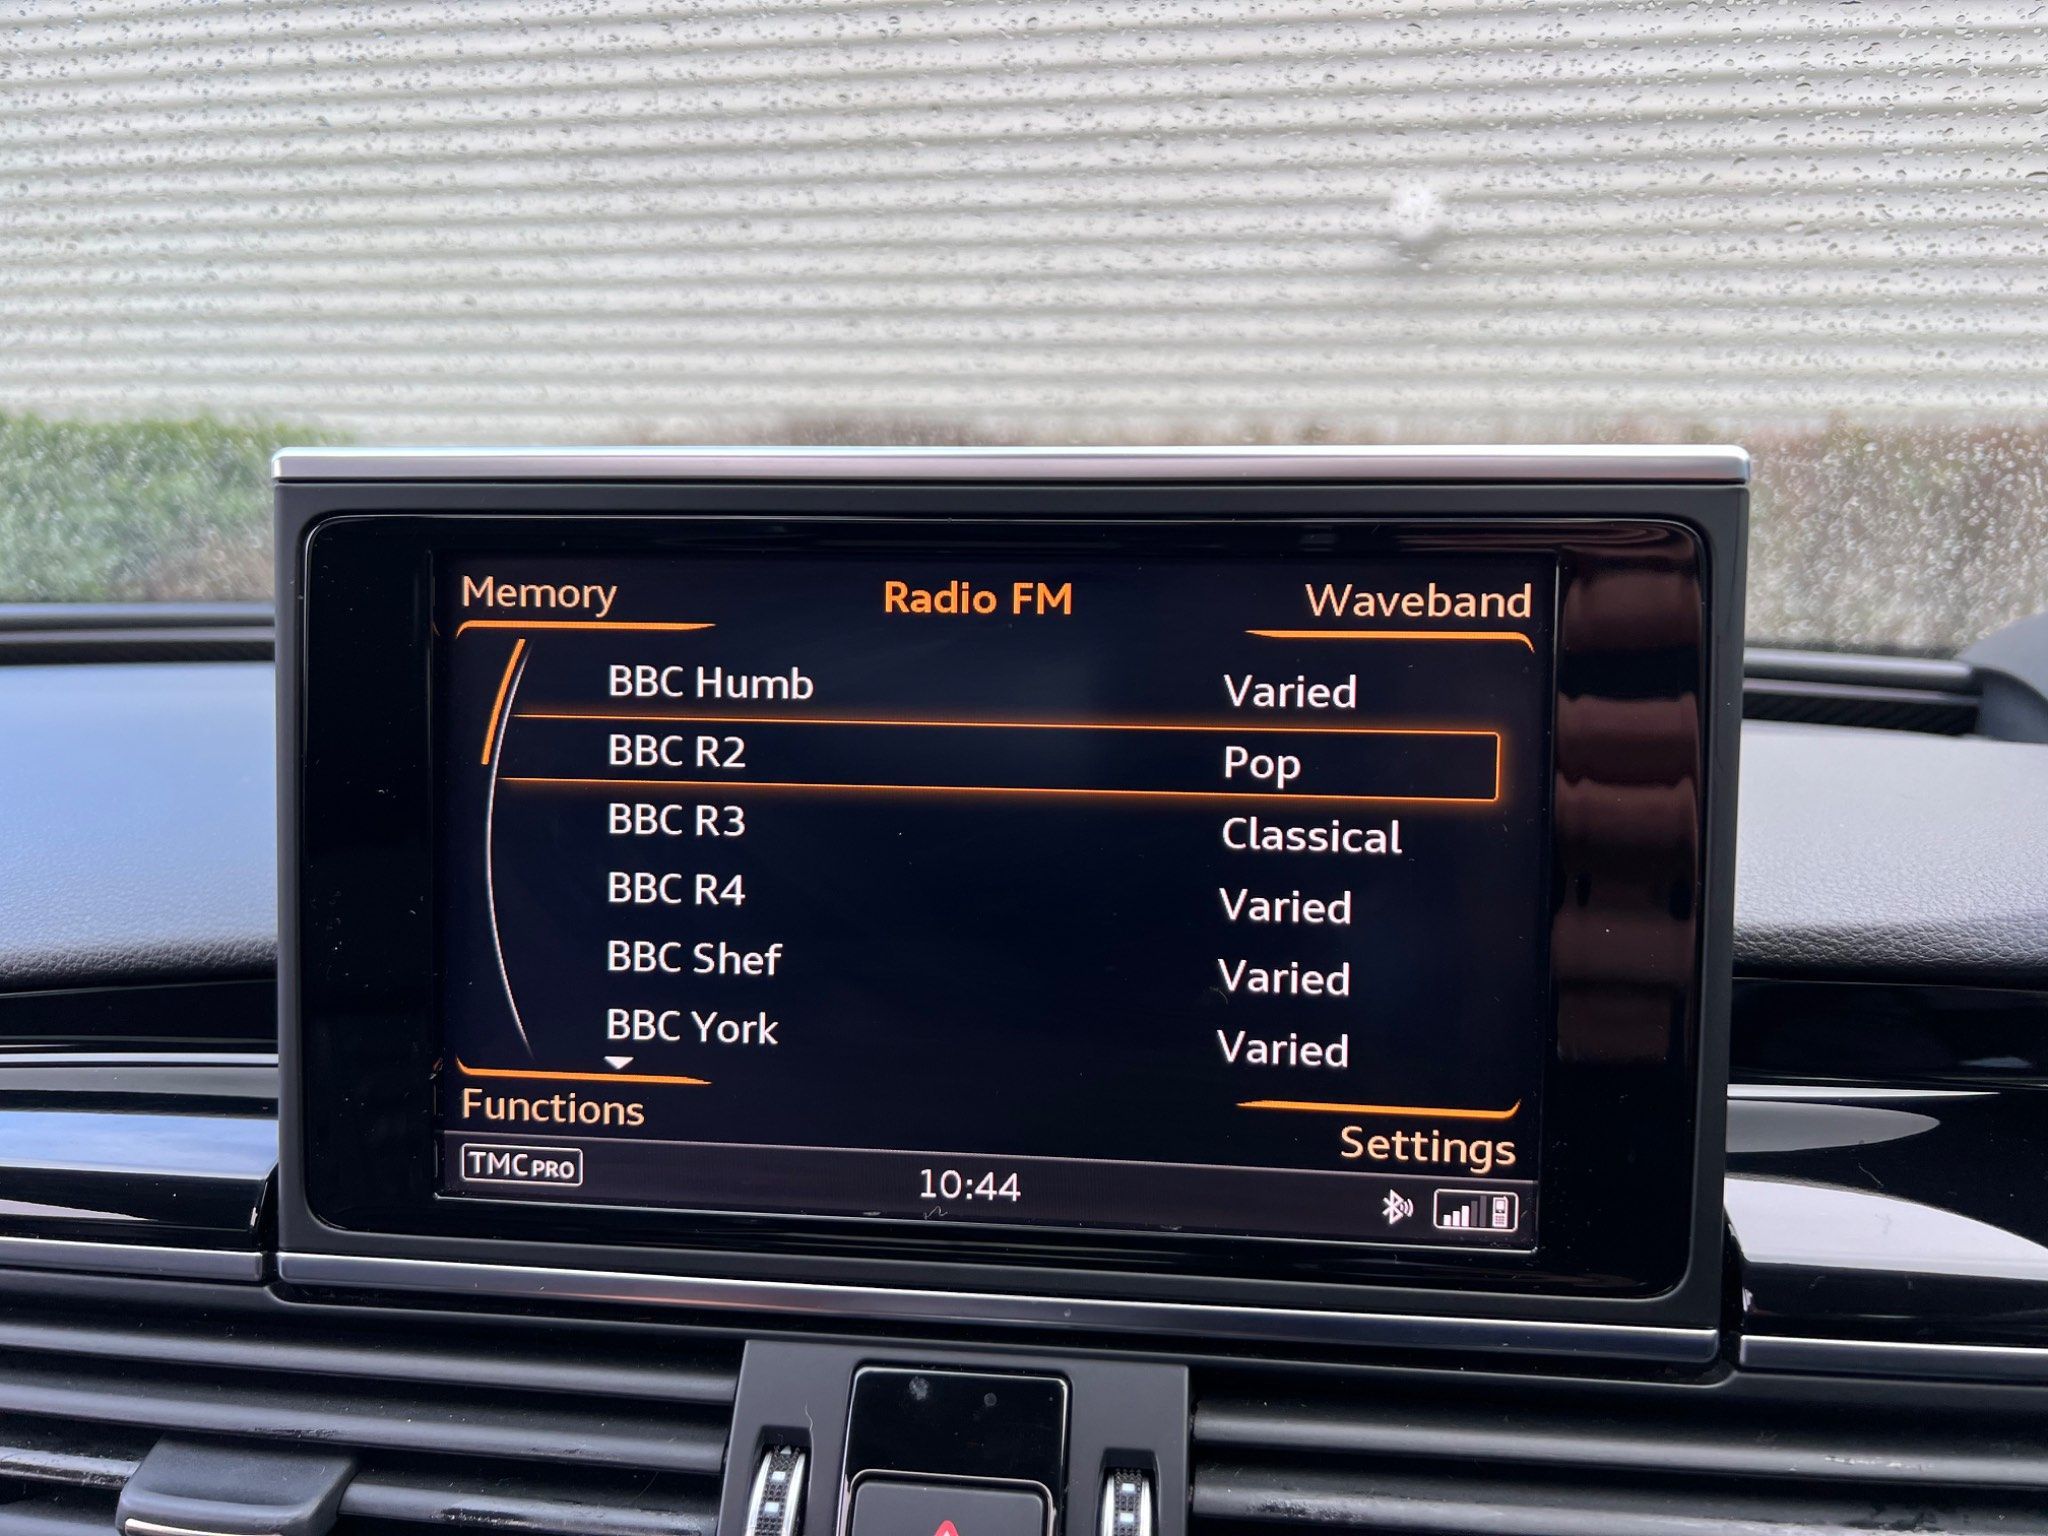 Memory Radio FM Waveband
BBC Humb Varied
BBC R2 Pop
BBC R3 Classical
BBC R4 Varied
BBC Shef Varied
BBC York Varied
Functions Settings
TMC PRO 10:44